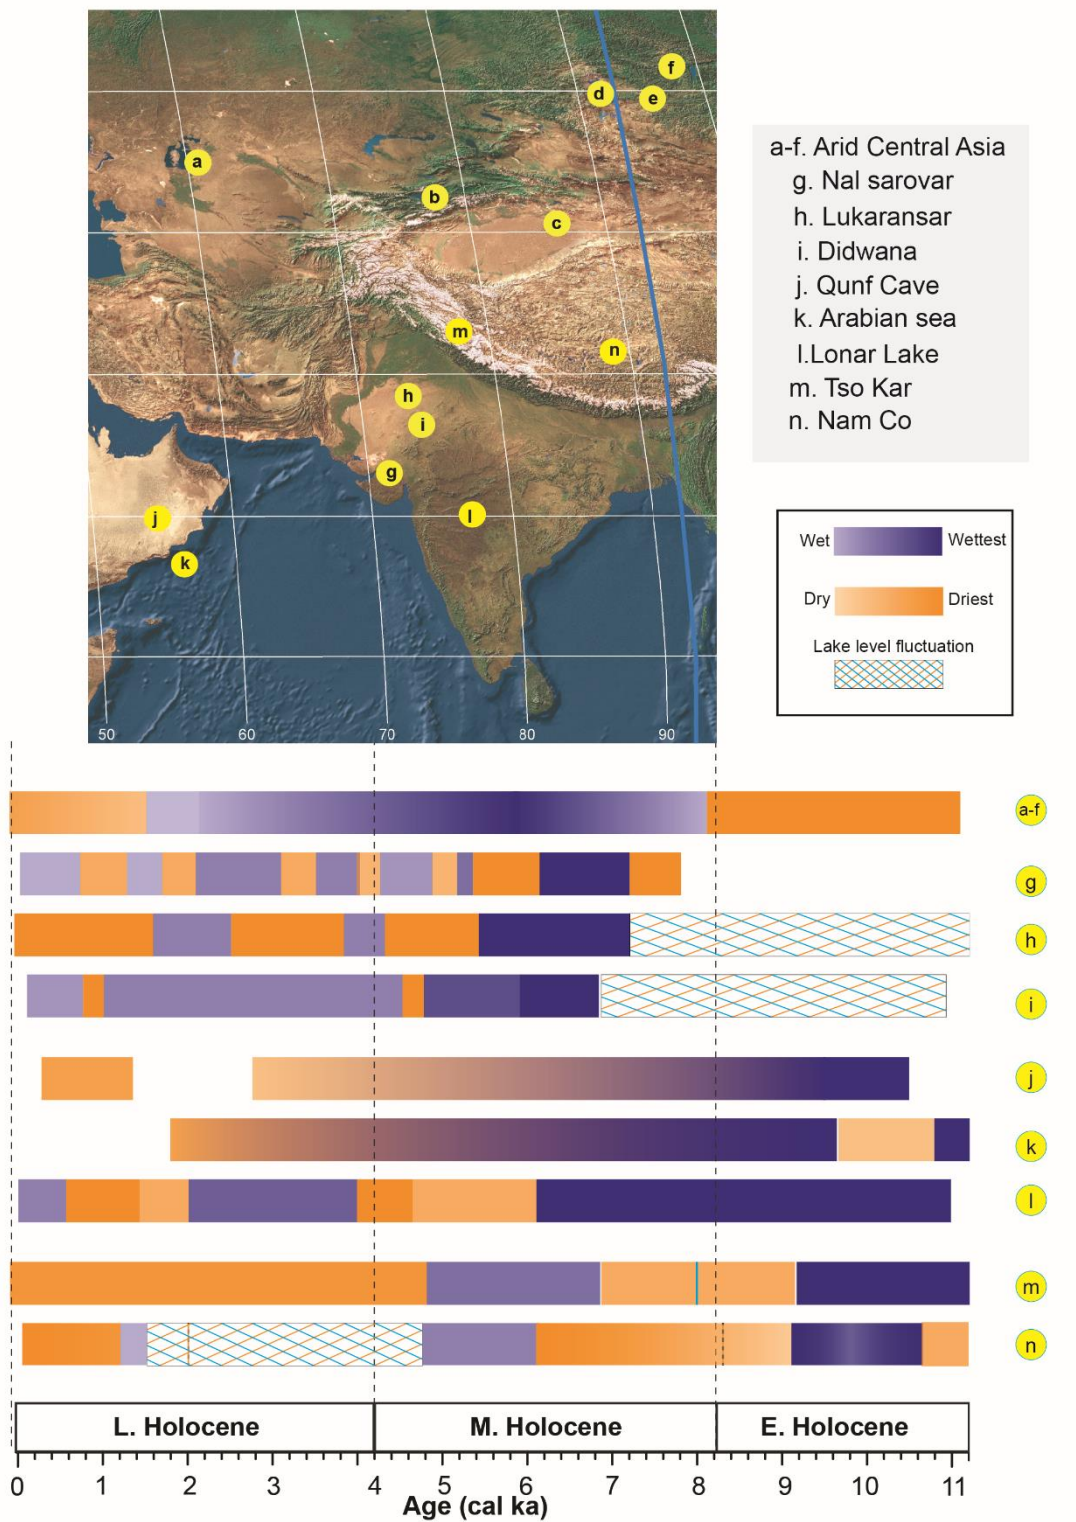 f
d
e
a
b
c
m
n
h
i
g
l
j
k
50 60 70 80 90
a-f. Arid Central Asia
g. Nal sarovar
h. Lukaransar
i. Didwana
j. Qunf Cave
k. Arabian sea
l.Lonar Lake
m. Tso Kar
n. Nam Co
Wet Wettest
Dry Driest
Lake level fluctuation
a-f
g
h
i
j
k
l
m
n
L. Holocene M. Holocene E. Holocene
0 1 2 3 4 5 6 7 8 9 10 11
Age (cal ka)